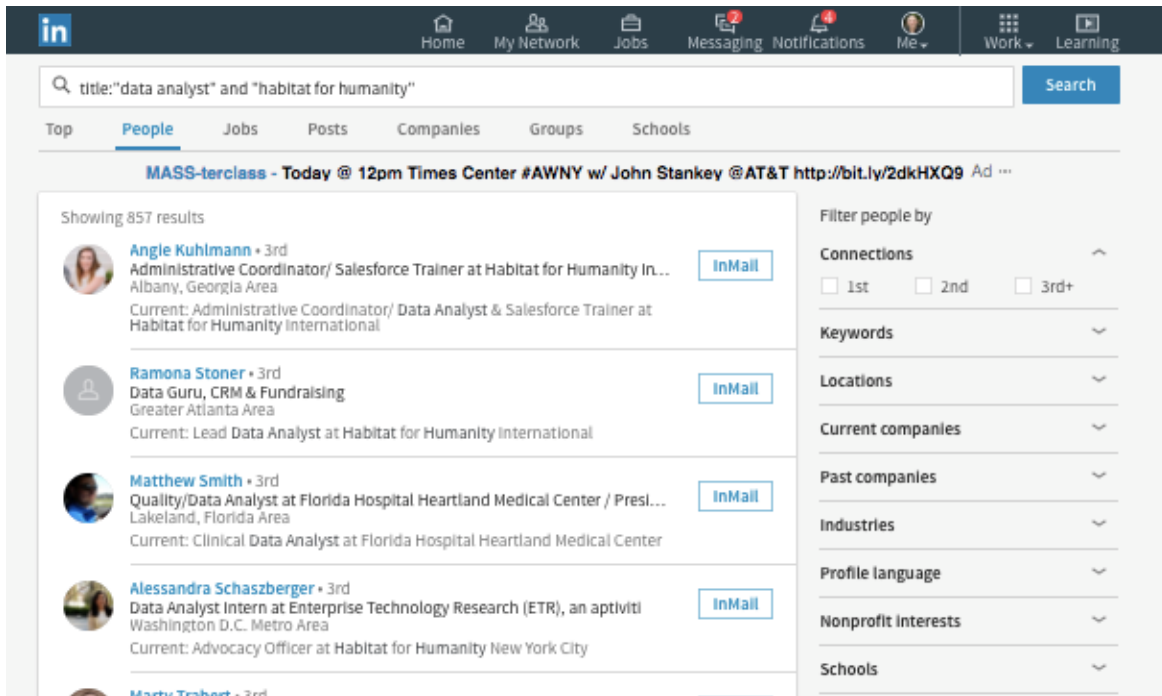 in
2
4
Home My Network Jobs Messaging Notifications Me Work Learning
title:"data analyst" and "habitat for humanity"
Search
Top People Jobs Posts Companies Groups Schools
MASS-terclass - Today @ 12pm Times Center #AWNY w/ John Stankey @AT&T http://bit.ly/2dkHXQ9 Ad ...
Showing 857 results
Angie Kuhlmann • 3rd
Administrative Coordinator/ Salesforce Trainer at Habitat for Humanity In...
Albany, Georgia Area
Current: Administrative Coordinator/ Data Analyst & Salesforce Trainer at
Habitat for Humanity International
InMail
Ramona Stoner • 3rd
Data Guru, CRM & Fundraising
Greater Atlanta Area
Current: Lead Data Analyst at Habitat for Humanity International
InMail
Matthew Smith • 3rd
Quality/Data Analyst at Florida Hospital Heartland Medical Center / Presi...
Lakeland, Florida Area
Current: Clinical Data Analyst at Florida Hospital Heartland Medical Center
InMail
Alessandra Schaszberger • 3rd
Data Analyst Intern at Enterprise Technology Research (ETR), an aptiviti
Washington D.C. Metro Area
Current: Advocacy Officer at Habitat for Humanity New York City
InMail
Marty Trabert • 3rd
Filter people by
Connections
1st 2nd 3rd+
Keywords
Locations
Current companies
Past companies
Industries
Profile language
Nonprofit interests
Schools